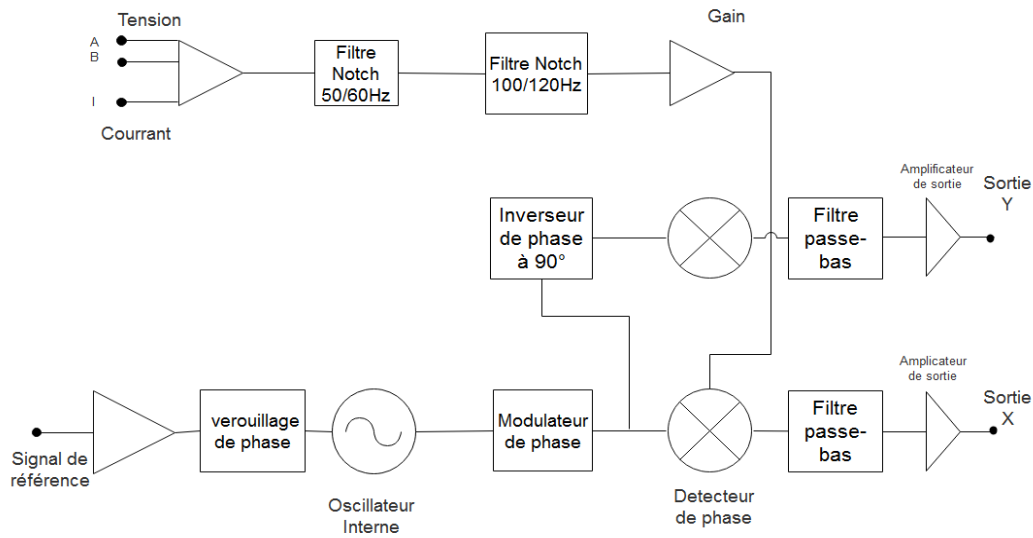 Tension
Gain
A
B
I
Courrant
Filtre
Notch
50/60Hz
Filtre Notch
100/120Hz
Inverseur
de phase
à 90°
Filtre
passe-
bas
Amplificateur
de sortie
Sortie
Y
Signal de
référence
verouillage
de phase
Oscillateur
Interne
Modulateur
de phase
Detecteur
de phase
Filtre
passe-
bas
Amplicateur
de sortie
Sortie
X